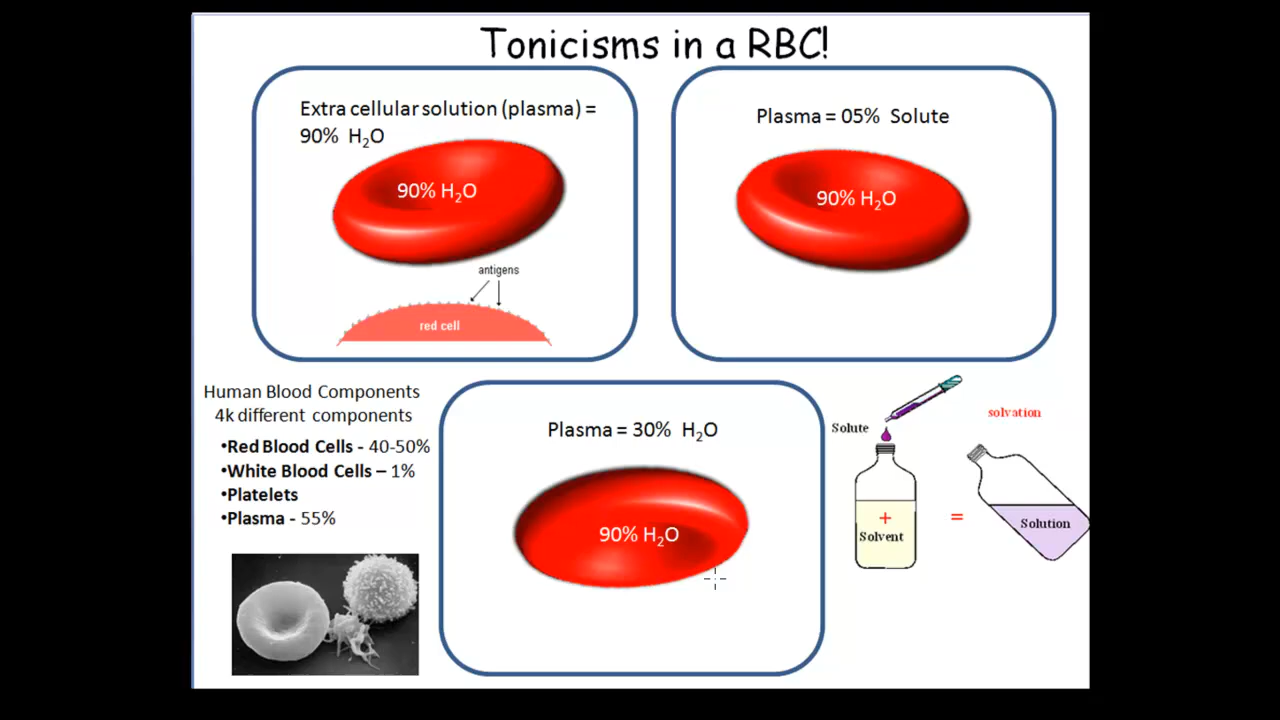 Tonicisms in a RBC!
Extra cellular solution (plasma) =
90% H₂O
90% H₂O
antigens
red cell
Plasma = 05% Solute
90% H₂O
Human Blood Components
4k different components
•Red Blood Cells - 40-50%
•White Blood Cells – 1%
•Platelets
•Plasma - 55%
Plasma = 30% H₂O
90% H₂O
Solute
solvation
+
Solvent
=
Solution